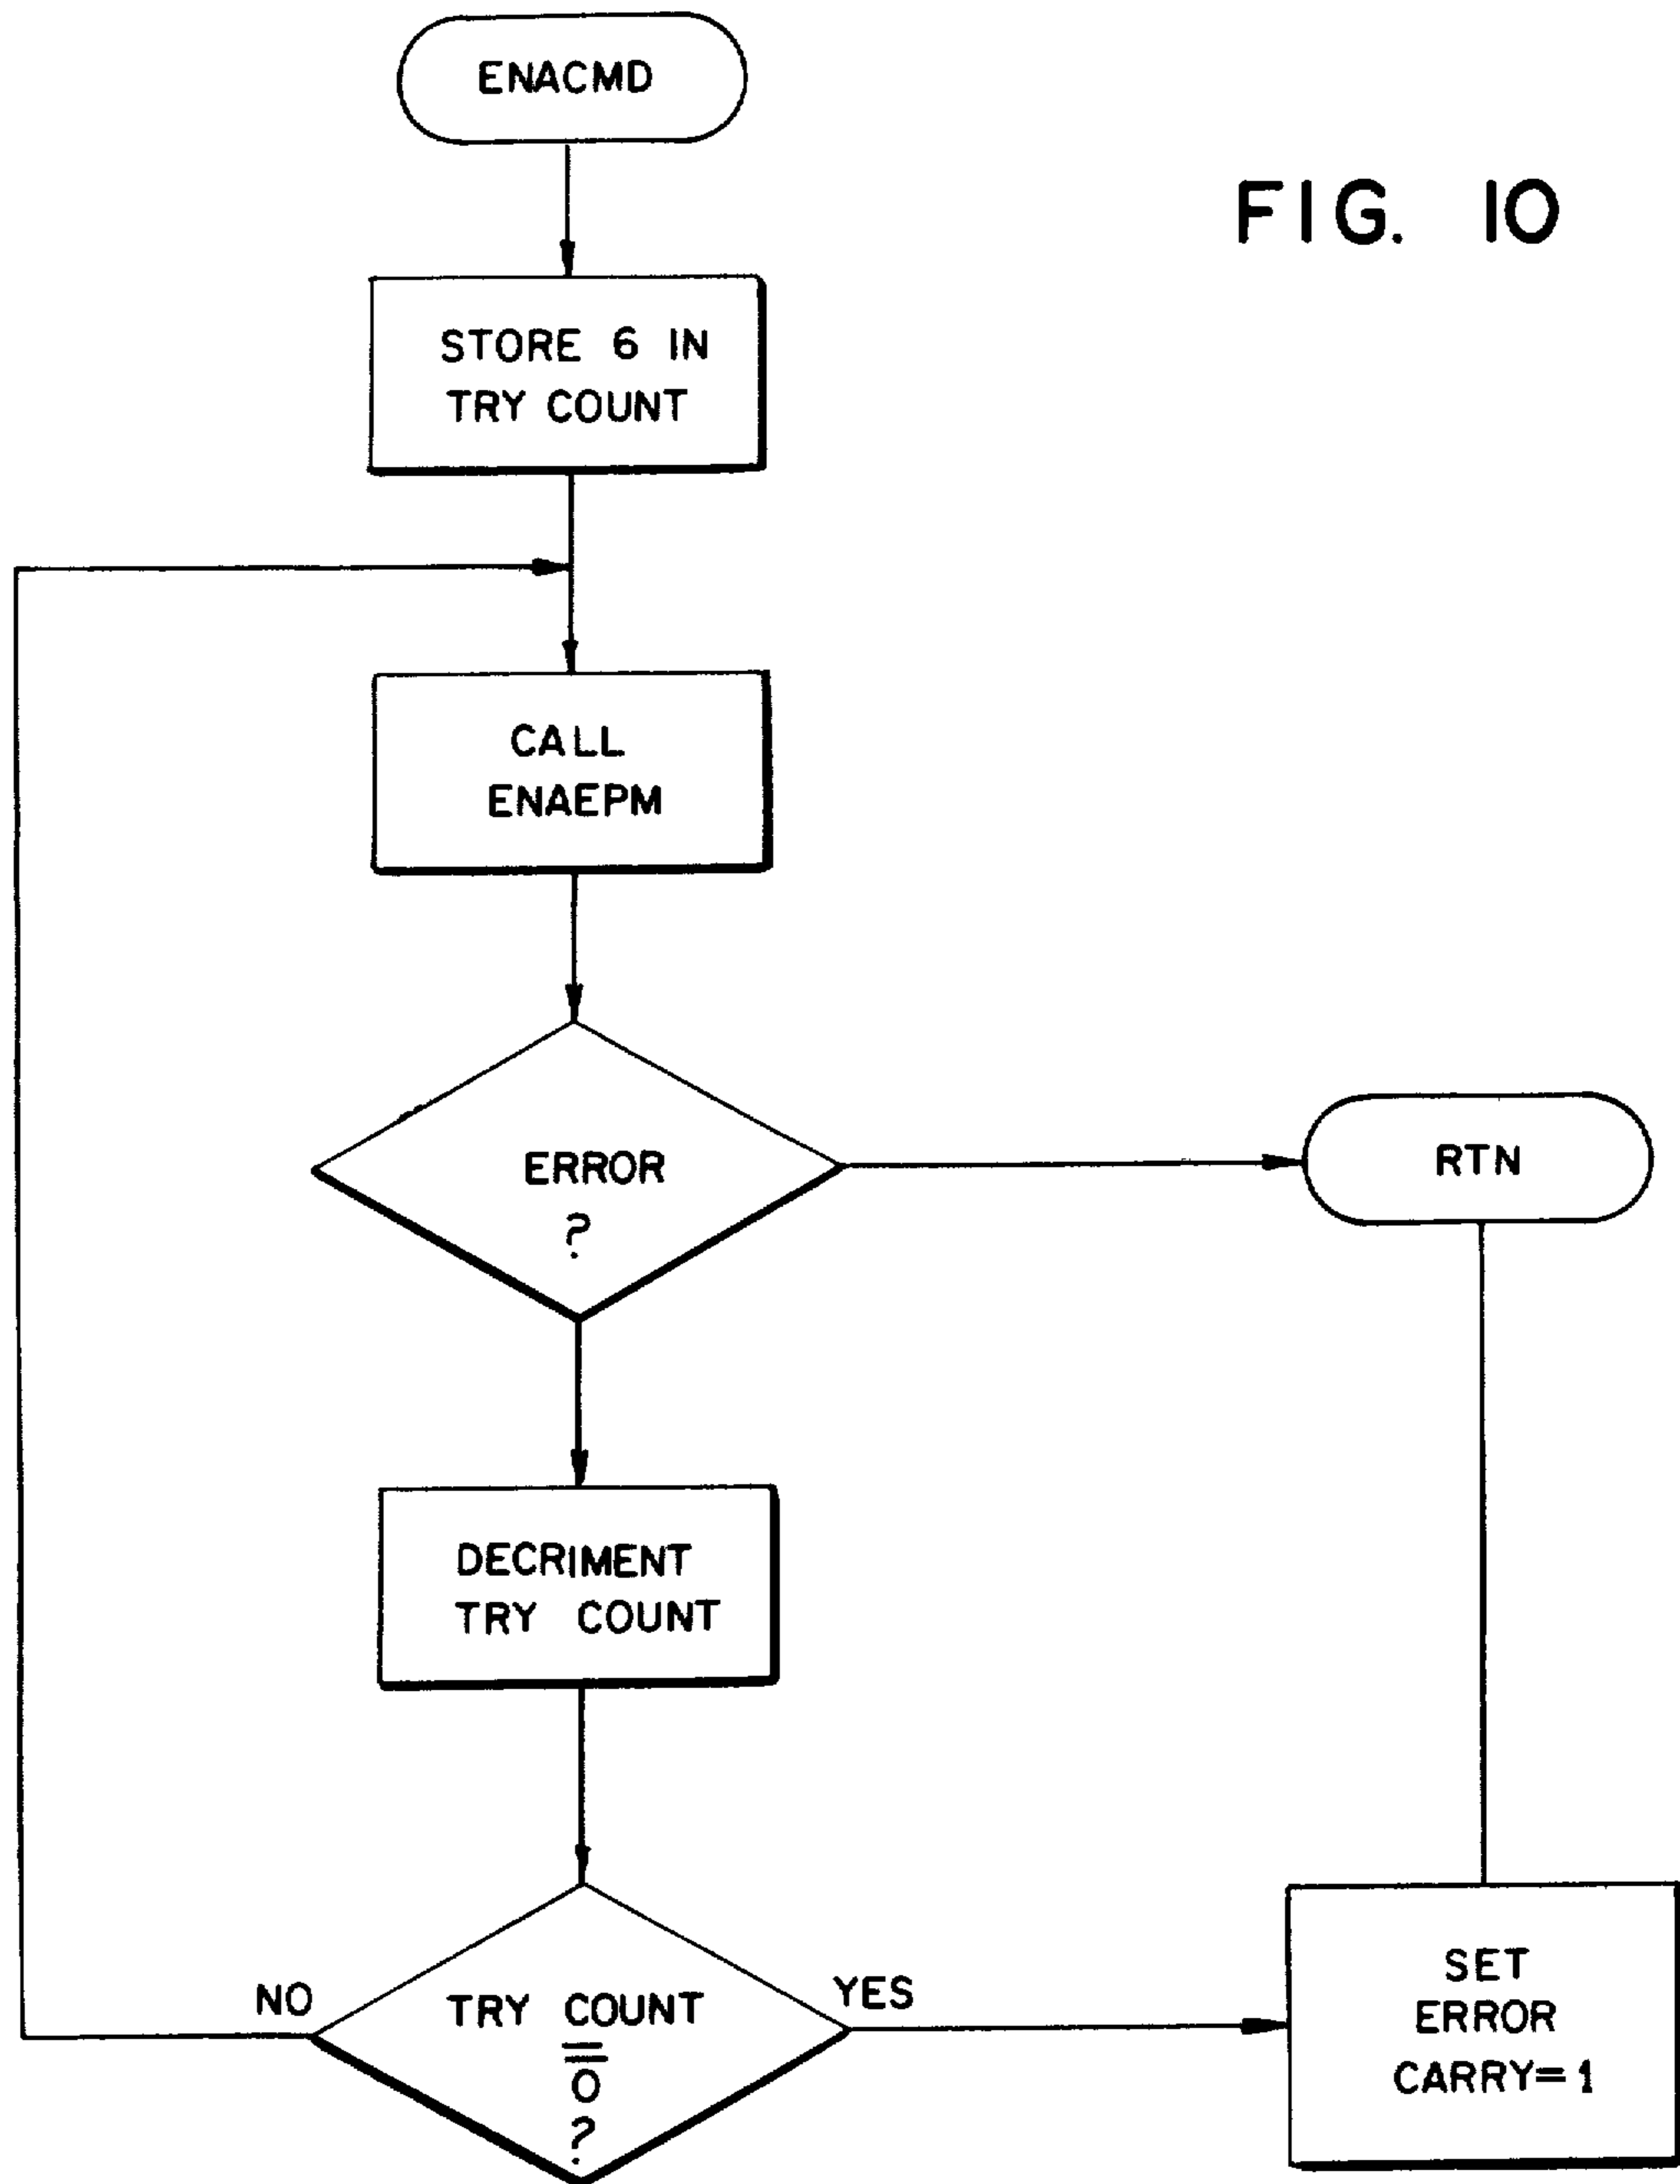 ENACMD
FIG. 10
STORE 6 IN
TRY COUNT
CALL
ENAEPM
ERROR
?
RTN
DECRIMENT
TRY COUNT
NO
TRY COUNT
=
0
?
YES
SET
ERROR
CARRY=1